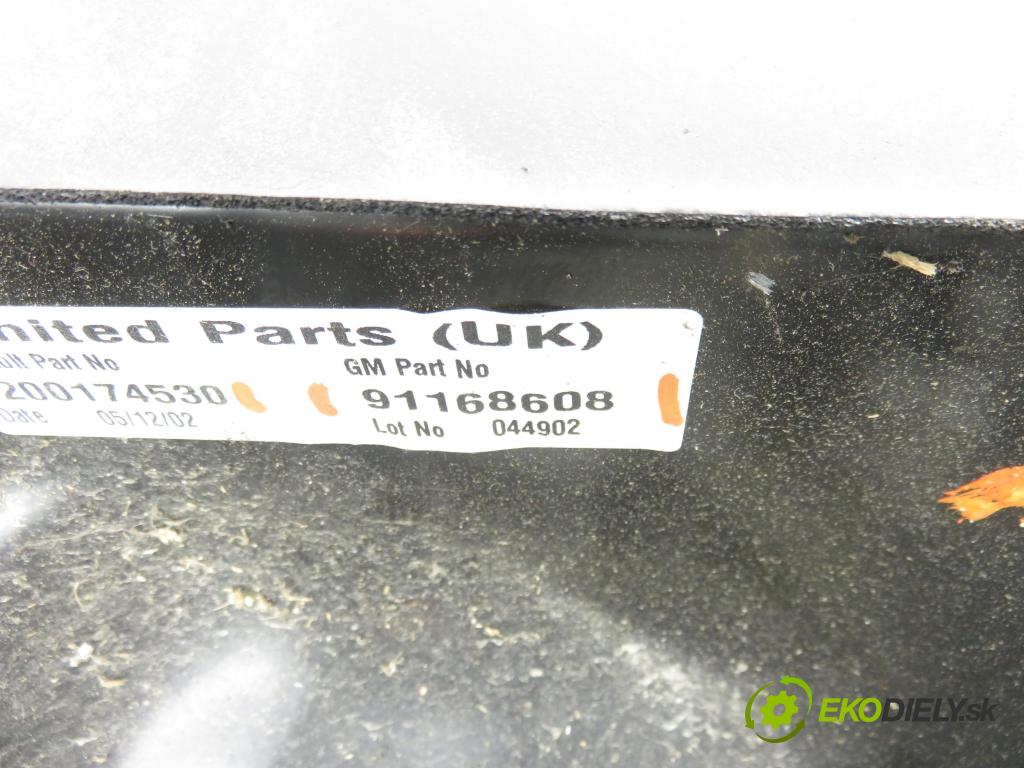 nited Parts (UK)
ult Part No GM Part No
200174530 91168608
Date 05/12/02 Lot No 044902
EKODIELY.sk